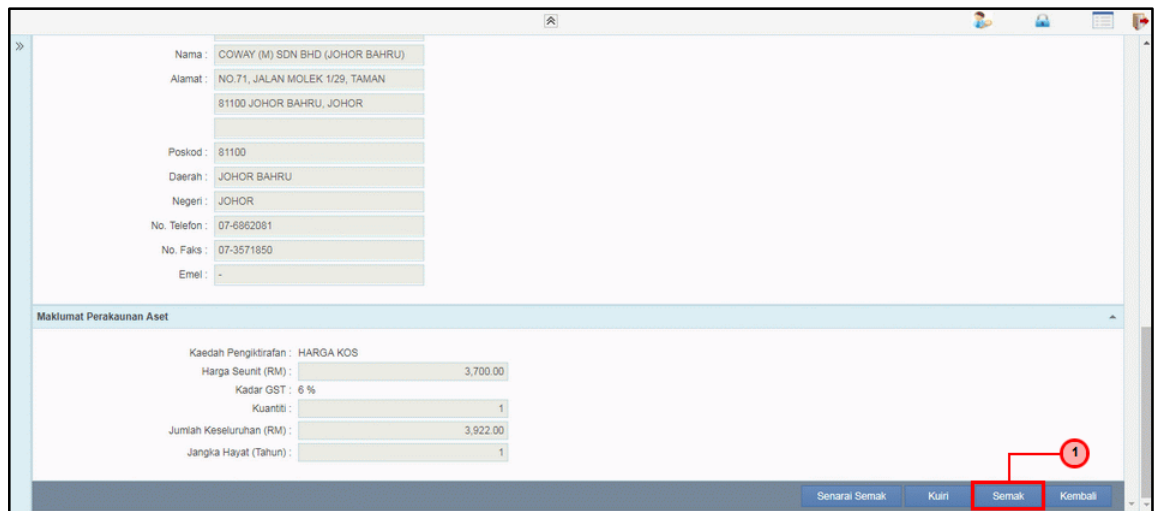 Nama : COWAY (M) SDN BHD (JOHOR BAHRU)
Alamat : NO.71, JALAN MOLEK 1/29, TAMAN
81100 JOHOR BAHRU, JOHOR
Poskod : 81100
Daerah : JOHOR BAHRU
Negeri : JOHOR
No. Telefon : 07-6862081
No. Faks : 07-3571850
Emel : -
Maklumat Perakaunan Aset
Kaedah Pengiktirafan : HARGA KOS
Harga Seunit (RM) : 3,700.00
Kadar GST : 6 %
Kuantiti : 1
Jumlah Keseluruhan (RM) : 3,922.00
Jangka Hayat (Tahun) : 1
1
Senarai Semak Kuiri Semak Kembali